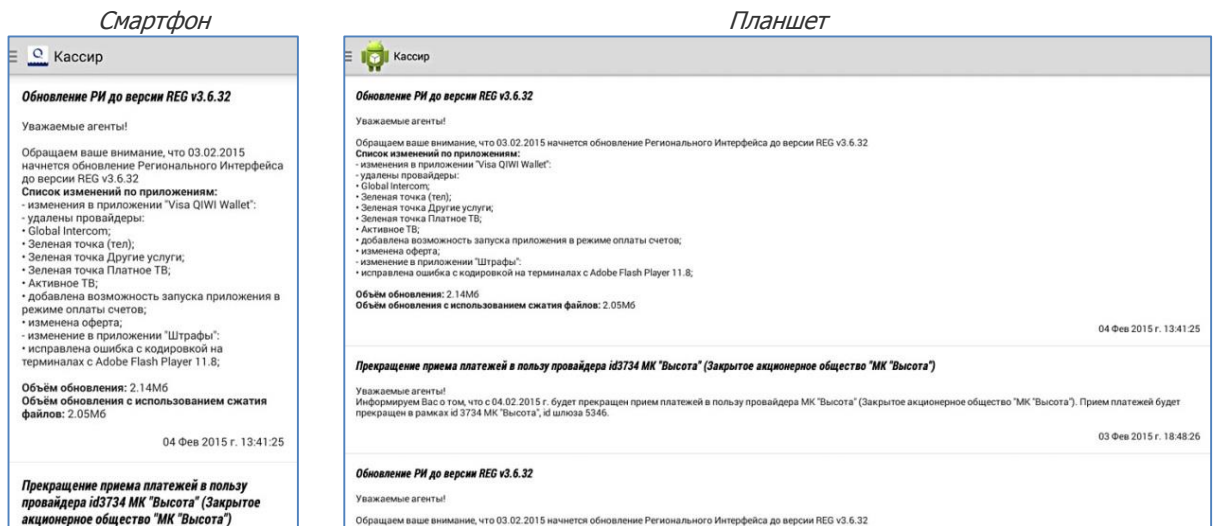 Смартфон
Кассир
Обновление РИ до версии REG v3.6.32
Уважаемые агенты!
Обращаем ваше внимание, что 03.02.2015
начнется обновление Регионального Интерфейса
до версии REG v3.6.32
Список изменений по приложениям:
- изменения в приложении "Visa QIWI Wallet":
- удалены провайдеры:
• Global Intercom;
• Зеленая точка (тел);
• Зеленая точка Другие услуги;
• Зеленая точка Платное ТВ;
• Активное ТВ;
• добавлена возможность запуска приложения в
режиме оплаты счетов;
• изменена оферта;
- изменение в приложении "Штрафы":
• исправлена ошибка с кодировкой на
терминалах с Adobe Flash Player 11.8;
Объём обновления: 2.14Мб
Объём обновления с использованием сжатия
файлов: 2.05Мб
04 Фев 2015 г. 13:41:25
Прекращение приема платежей в пользу
провайдера id3734 МК "Высота" (Закрытое
акционерное общество "МК "Высота")
Планшет
Кассир
Обновление РИ до версии REG v3.6.32
Уважаемые агенты!
Обращаем ваше внимание, что 03.02.2015 начнется обновление Регионального Интерфейса до версии REG v3.6.32
Список изменений по приложениям:
- изменения в приложении "Visa QIWI Wallet":
- удалены провайдеры:
• Global Intercom;
• Зеленая точка (тел);
• Зеленая точка Другие услуги;
• Зеленая точка Платное ТВ;
• Активное ТВ;
• добавлена возможность запуска приложения в режиме оплаты счетов;
• изменена оферта;
- изменение в приложении "Штрафы":
• исправлена ошибка с кодировкой на терминалах с Adobe Flash Player 11.8;
Объём обновления: 2.14Мб
Объём обновления с использованием сжатия файлов: 2.05Мб
04 Фев 2015 г. 13:41:25
Прекращение приема платежей в пользу провайдера id3734 МК "Высота" (Закрытое акционерное общество "МК "Высота")
Уважаемые агенты!
Информируем Вас о том, что с 04.02.2015 г. будет прекращен прием платежей в пользу провайдера МК "Высота" (Закрытое акционерное общество "МК "Высота"). Прием платежей будет
прекращен в рамках id 3734 МК "Высота", id шлюза 5346.
03 Фев 2015 г. 18:48:26
Обновление РИ до версии REG v3.6.32
Уважаемые агенты!
Обращаем ваше внимание, что 03.02.2015 начнется обновление Регионального Интерфейса до версии REG v3.6.32